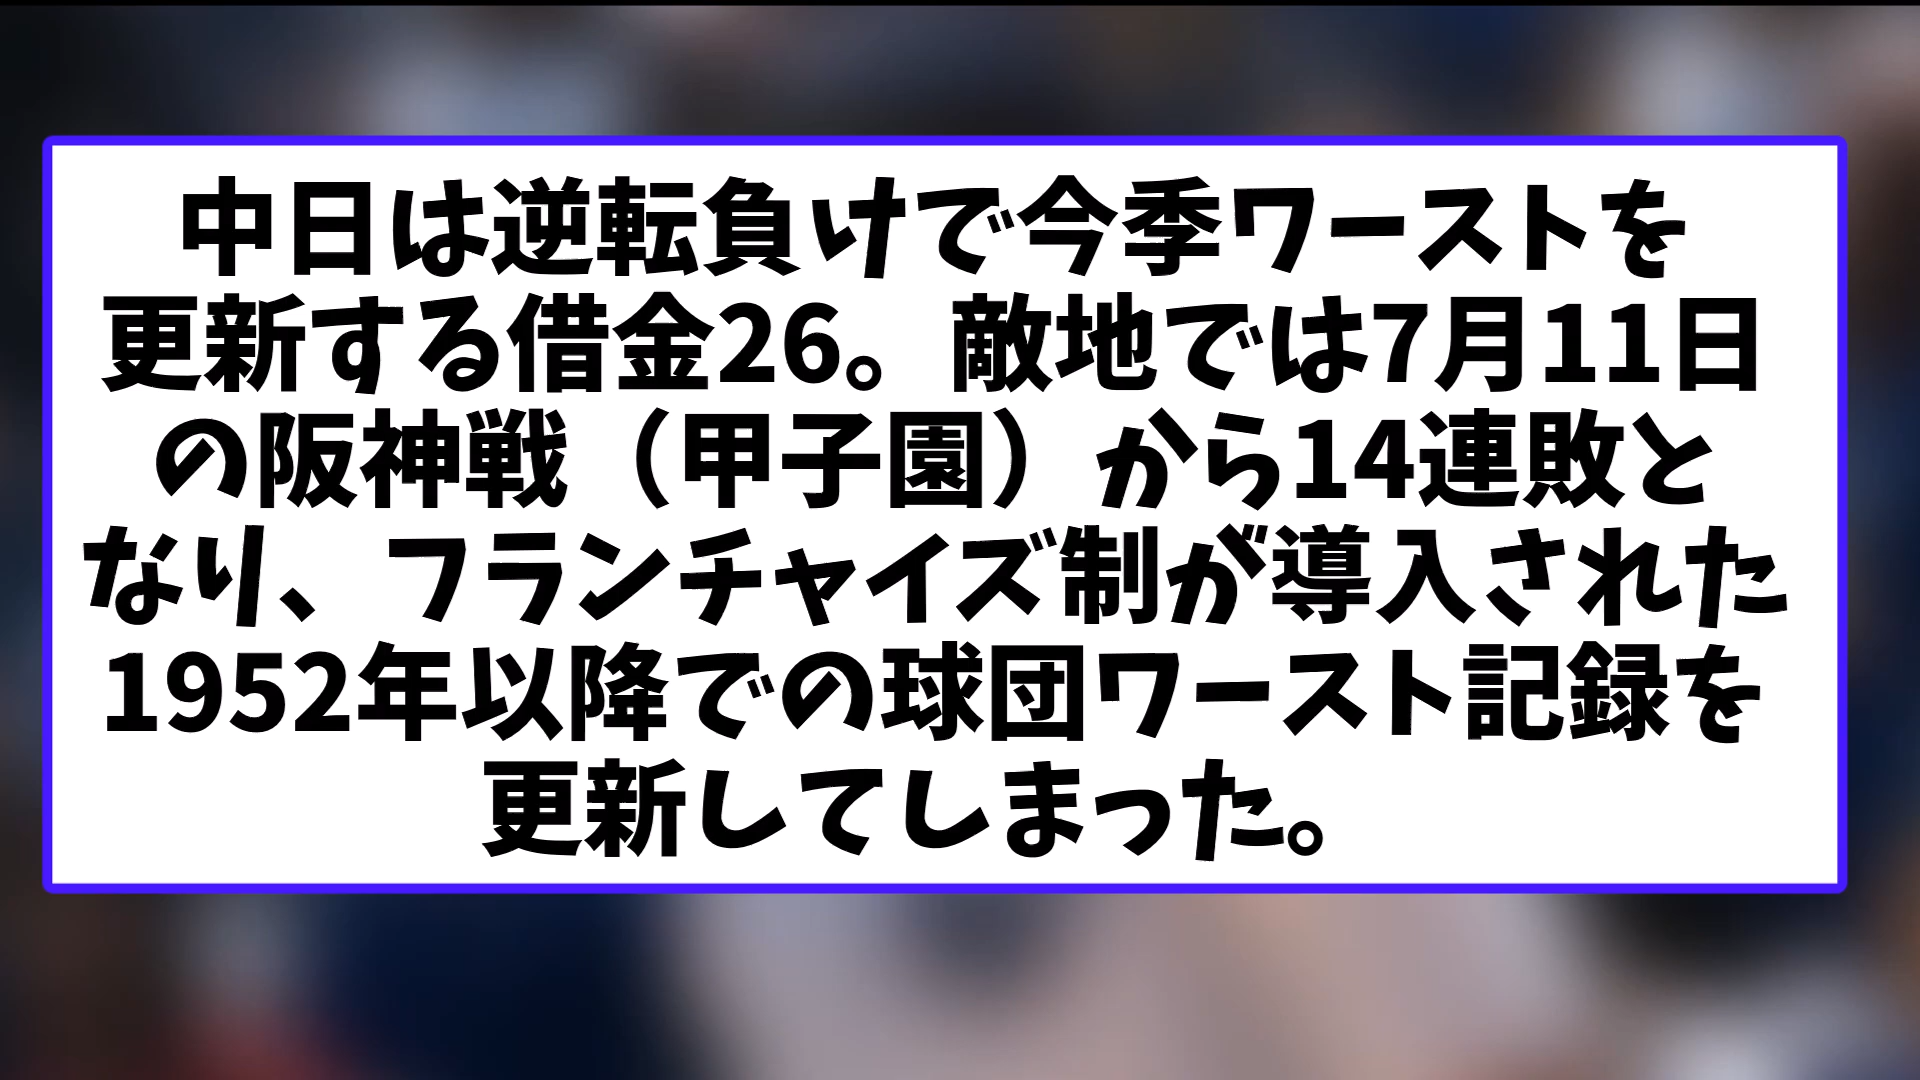 中日は逆転負けで今季ワーストを
更新する借金26。敵地では7月11日
の阪神戦（甲子園）から14連敗と
なり、フランチャイズ制が導入された
1952年以降での球団ワースト記録を
更新してしまった。